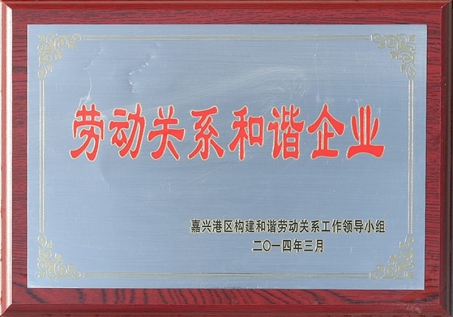 劳动关系和谐企业
嘉兴港区构建和谐劳动关系工作领导小组
二〇一四年三月